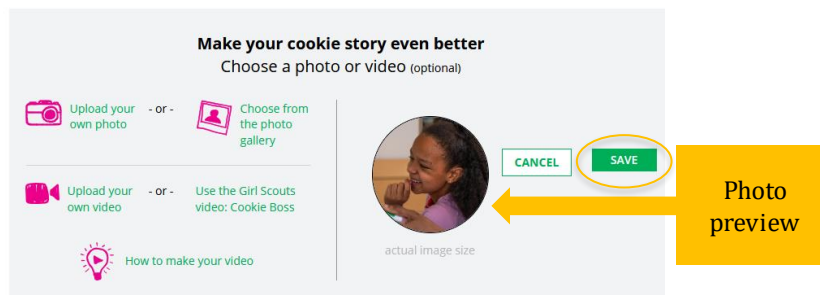 Make your cookie story even better
Choose a photo or video (optional)
Upload your - or - Choose from
own photo the photo
gallery
Upload your - or - Use the Girl Scouts
own video video: Cookie Boss
How to make your video
CANCEL
SAVE
actual image size
Photo
preview